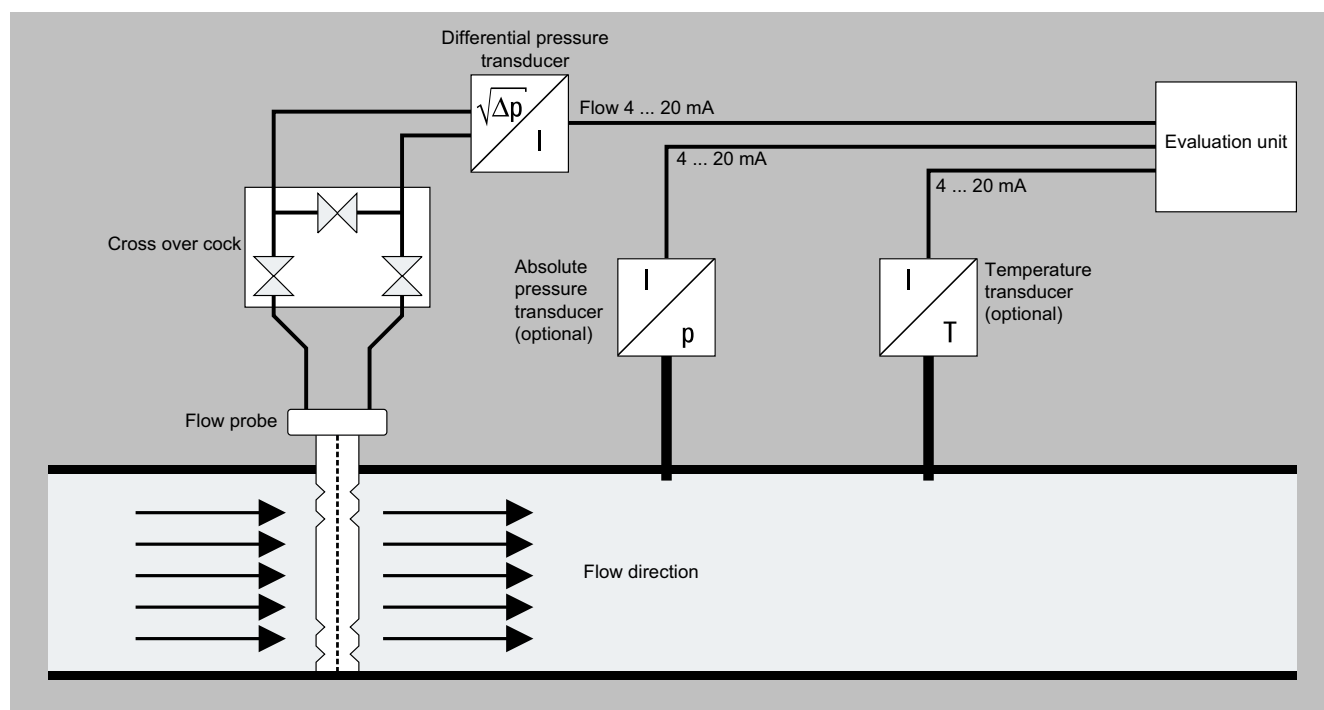 Differential pressure
transducer
√Δp
I
Flow 4 ... 20 mA
Evaluation unit
4 ... 20 mA
4 ... 20 mA
Cross over cock
Absolute
pressure
transducer
(optional)
I
p
I
T
Temperature
transducer
(optional)
Flow probe
Flow direction